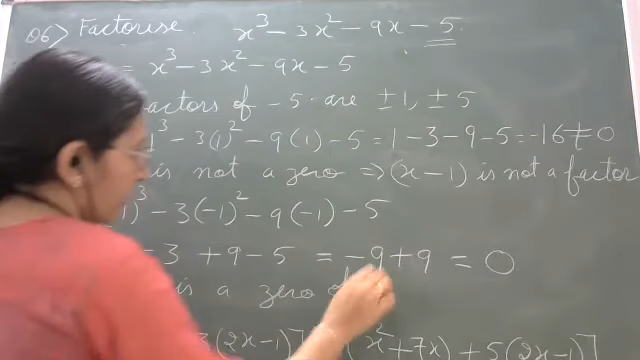 Q6> Factorise. x³ - 3x² - 9x - 5.
= x³ - 3x² - 9x - 5
actors of - 5 are ±1, ±5
1³ - 3(1)² - 9(1) - 5 = 1 - 3 - 9 - 5 = -16 ≠ 0
is not a zero ⇒ (x - 1) is not a factor
1)³ - 3(-1)² - 9(-1) - 5
- 3 + 9 - 5 = -9 + 9 = 0
is a zero of
3(2x-1)] (x² + 7x) + 5(2x-1)]